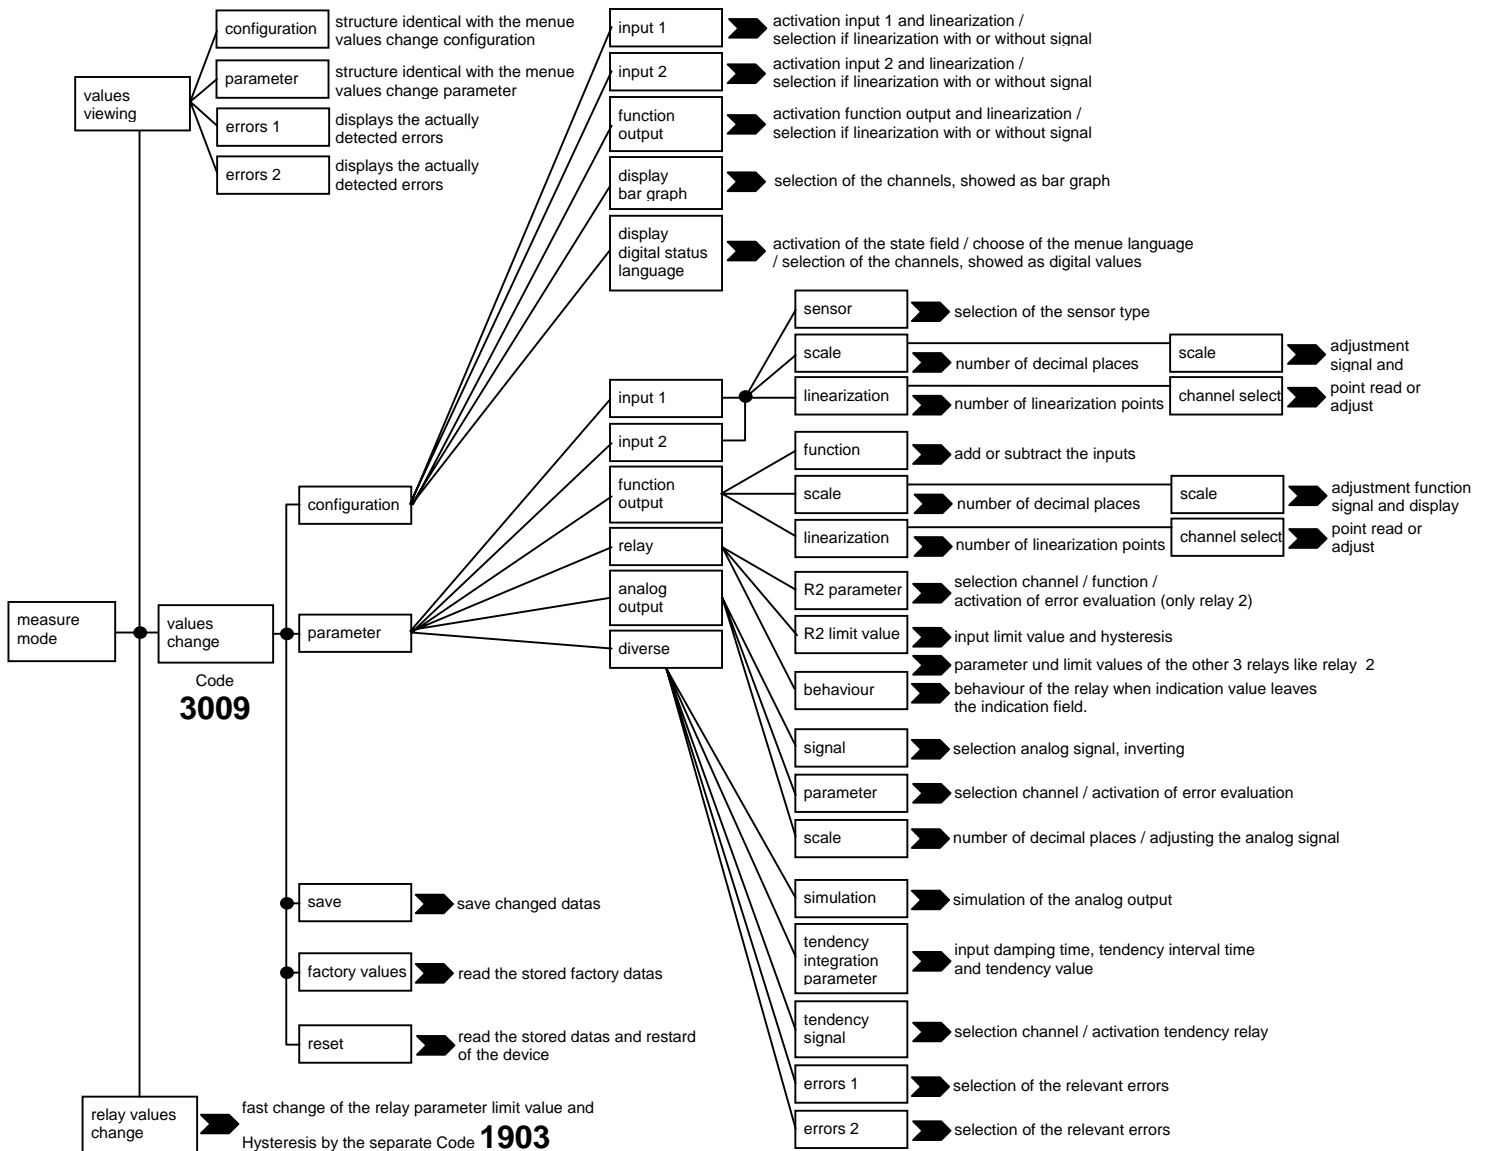 configuration
structure identical with the menue
values change configuration
parameter
structure identical with the menue
values change parameter
values
viewing
errors 1
displays the actually
detected errors
errors 2
displays the actually
detected errors
input 1
activation input 1 and linearization /
selection if linearization with or without signal
input 2
activation input 2 and linearization /
selection if linearization with or without signal
function
output
activation function output and linearization /
selection if linearization with or without signal
display
bar graph
selection of the channels, showed as bar graph
display
digital status
language
activation of the state field / choose of the menue language
/ selection of the channels, showed as digital values
sensor
selection of the sensor type
scale
number of decimal places
scale
adjustment
signal and
linearization
number of linearization points
channel select
point read or
adjust
input 1
input 2
function
output
function
add or subtract the inputs
scale
number of decimal places
scale
adjustment function
signal and display
linearization
number of linearization points
channel select
point read or
adjust
configuration
relay
R2 parameter
selection channel / function /
activation of error evaluation (only relay 2)
R2 limit value
input limit value and hysteresis
parameter und limit values of the other 3 relays like relay 2
behaviour
behaviour of the relay when indication value leaves
the indication field.
analog
output
measure
mode
values
change
Code
3009
parameter
diverse
signal
selection analog signal, inverting
parameter
selection channel / activation of error evaluation
scale
number of decimal places / adjusting the analog signal
simulation
simulation of the analog output
tendency
integration
parameter
input damping time, tendency interval time
and tendency value
tendency
signal
selection channel / activation tendency relay
errors 1
selection of the relevant errors
errors 2
selection of the relevant errors
save
save changed datas
factory values
read the stored factory datas
reset
read the stored datas and restard
of the device
relay values
change
fast change of the relay parameter limit value and
Hysteresis by the separate Code 1903